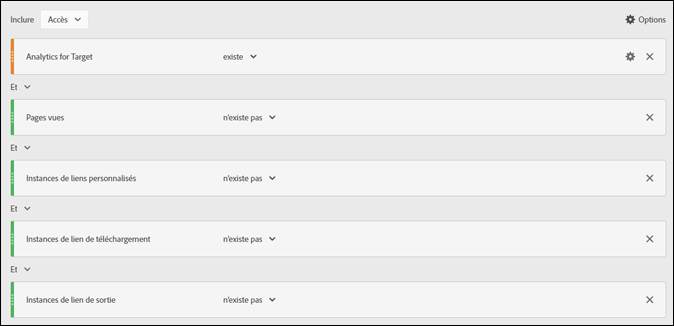 Inclure Accès Options
Analytics for Target existe
Et
Pages vues n'existe pas
Et
Instances de liens personnalisés n'existe pas
Et
Instances de lien de téléchargement n'existe pas
Et
Instances de lien de sortie n'existe pas